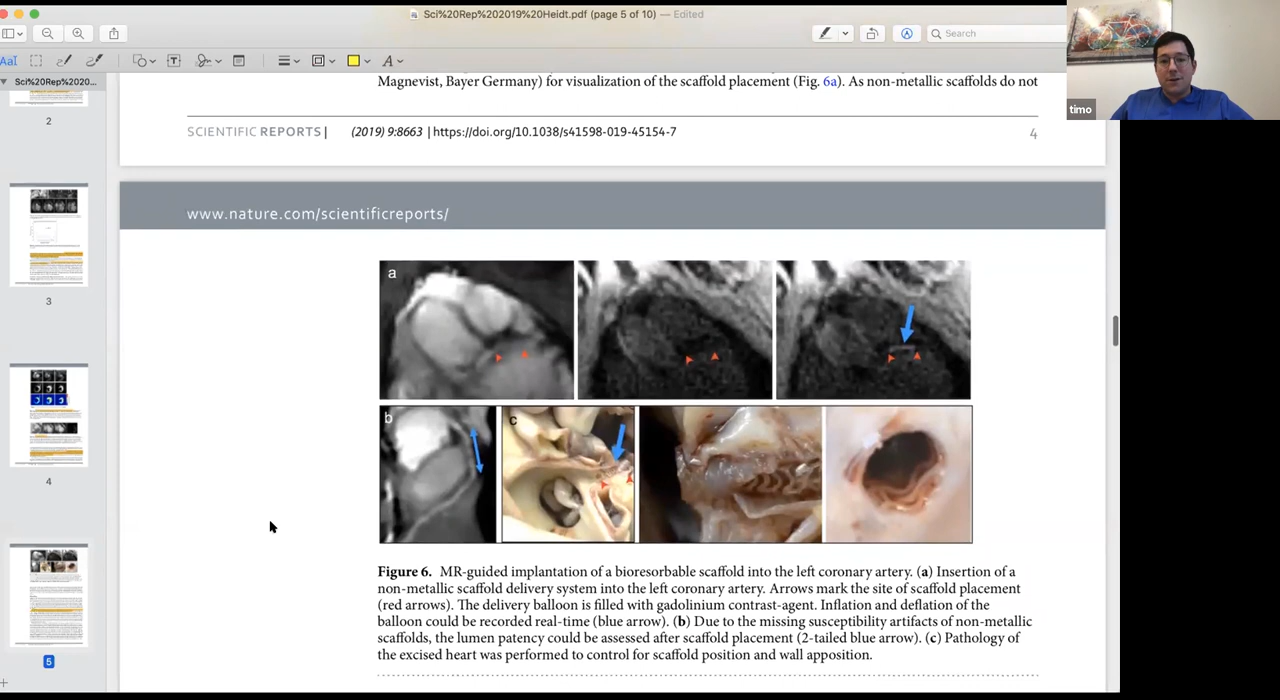 Sci%20Rep%202019%20Heidt.pdf (page 5 of 10) — Edited
Search
AaI
A
Sci%20Rep%2020...
2
3
4
5
timo
Magnevist, Bayer Germany) for visualization of the scaffold placement (Fig. 6a). As non-metallic scaffolds do not
SCIENTIFIC REPORTS | (2019) 9:8663 | https://doi.org/10.1038/s41598-019-45154-7 4
www.nature.com/scientificreports/
a
b
c
Figure 6. MR-guided implantation of a bioresorbable scaffold into the left coronary artery. (a) Insertion of a
non-metallic scaffold delivery system into the left coronary artery. Arrows mark the site of scaffold placement
(red arrows). The delivery balloon is filled with gadolinium contrast-agent. Inflation and deflation of the
balloon could be recorded real-time (blue arrow). (b) Due to the missing susceptibility artifacts of non-metallic
scaffolds, the lumen patency could be assessed after scaffold placement (2-tailed blue arrow). (c) Pathology of
the excised heart was performed to control for scaffold position and wall apposition.